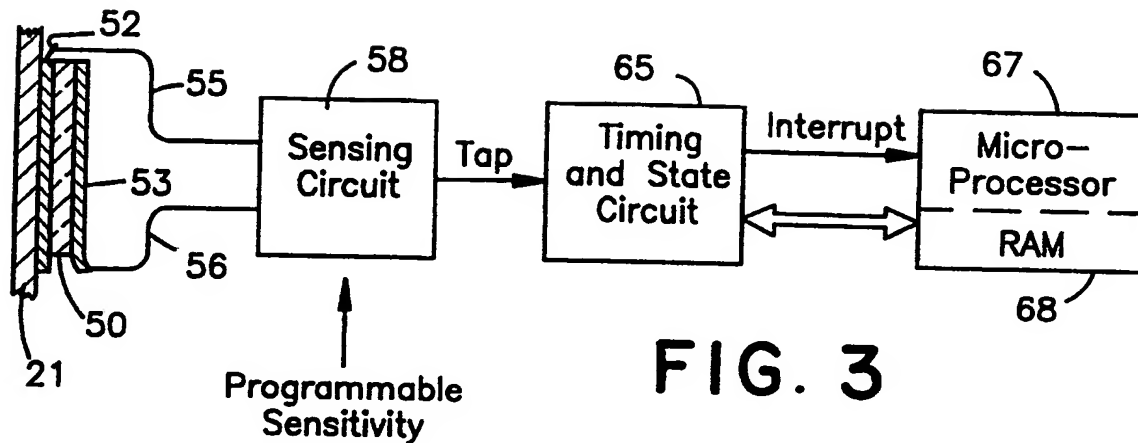 52
55
53
56
50
21
58
Sensing
Circuit
Programmable
Sensitivity
Tap
65
Timing
and State
Circuit
Interrupt
67
Micro-
Processor
RAM
68
FIG. 3